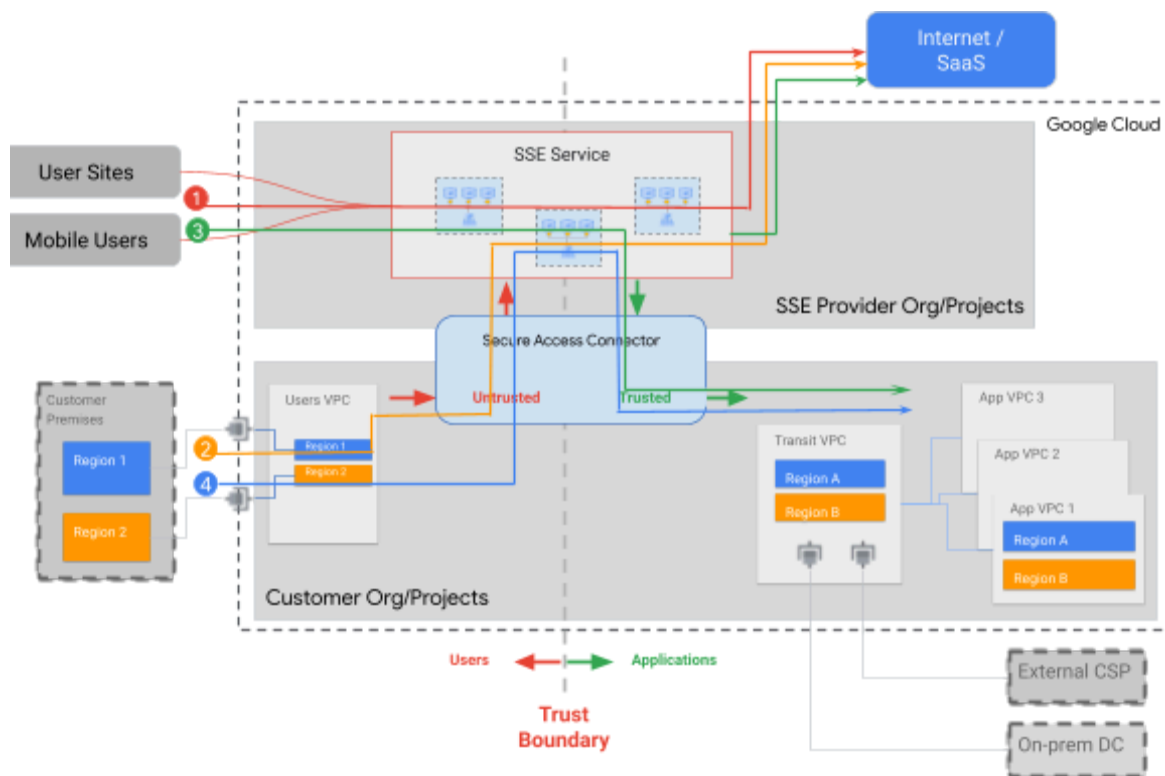 Internet /
SaaS
Google Cloud
User Sites
SSE Service
1
3
Mobile Users
SSE Provider Org/Projects
Secure Access Connector
Customer
Premises
Users VPC
Untrusted
Trusted
App VPC 3
Region 1
Region 1
2
Transit VPC
App VPC 2
Region 2
4
Region A
Region B
App VPC 1
Region 2
Region A
Region B
Customer Org/Projects
Users
Applications
Trust
Boundary
External CSP
On-prem DC